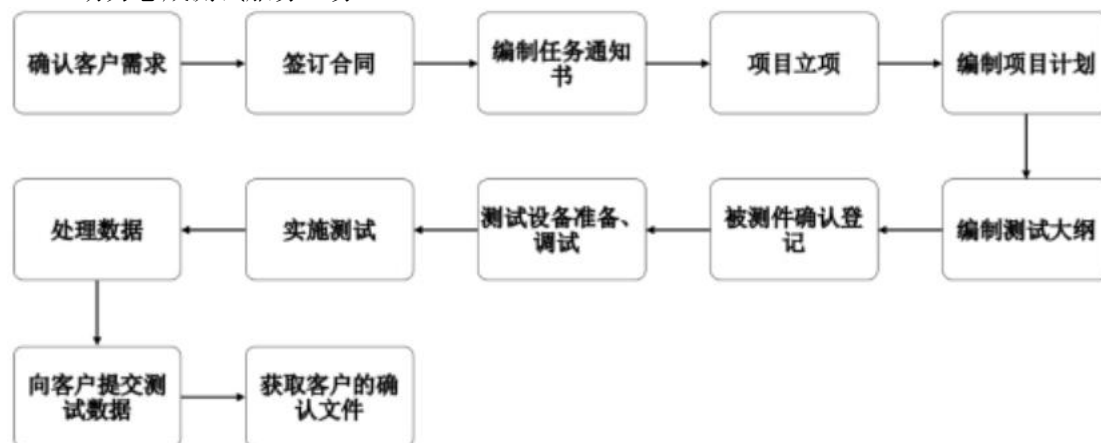 确认客户需求
签订合同
编制任务通知
书
项目立项
编制项目计划
编制测试大纲
被测件确认登
记
测试设备准备、
调试
实施测试
处理数据
向客户提交测
试数据
获取客户的确
认文件